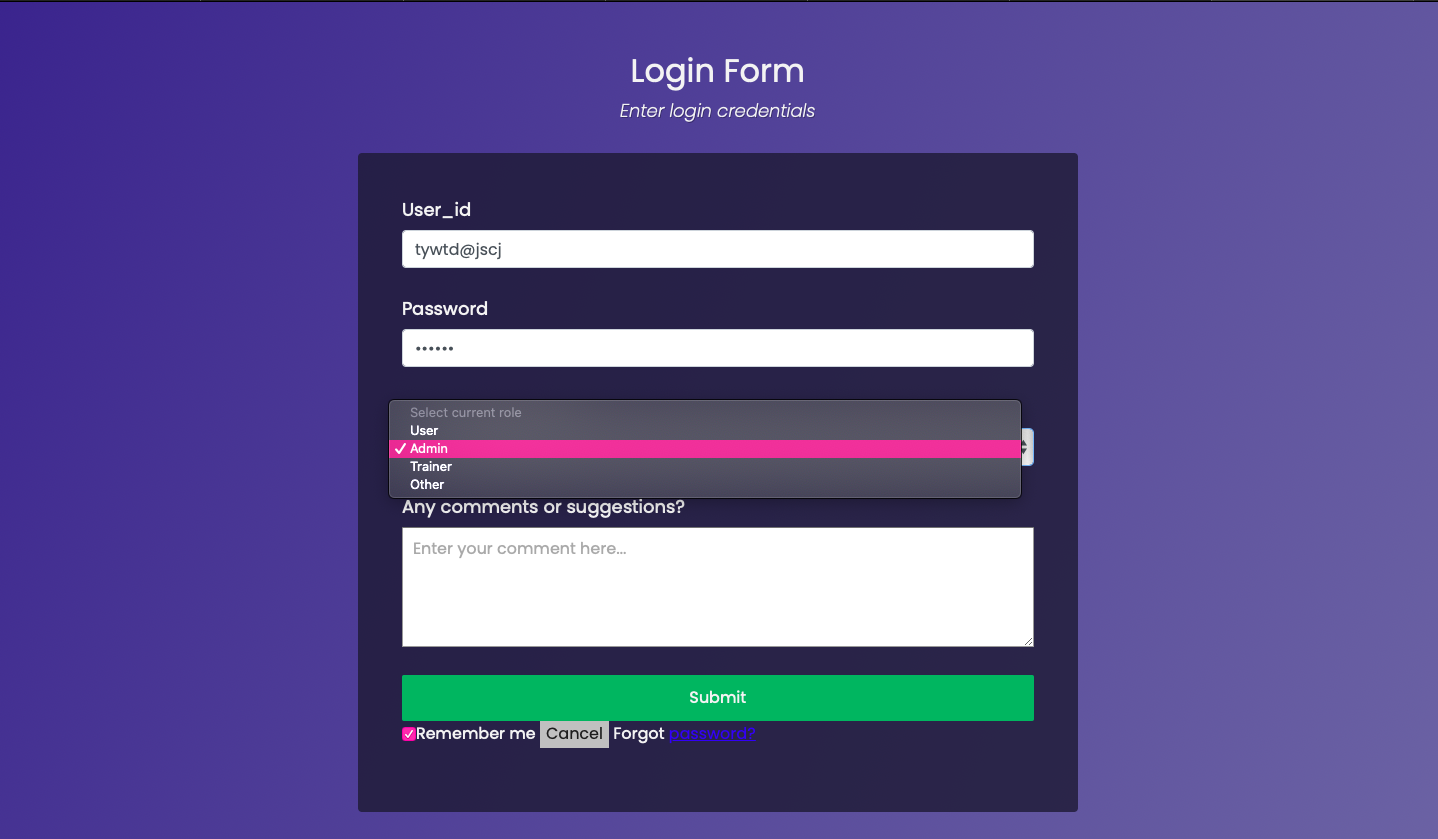 Login Form
Enter login credentials
User_id
tywtd@jscj
Password
••••••
Select current role
User
✓ Admin
Trainer
Other
Any comments or suggestions?
Enter your comment here...
Submit
Remember me Cancel Forgot password?